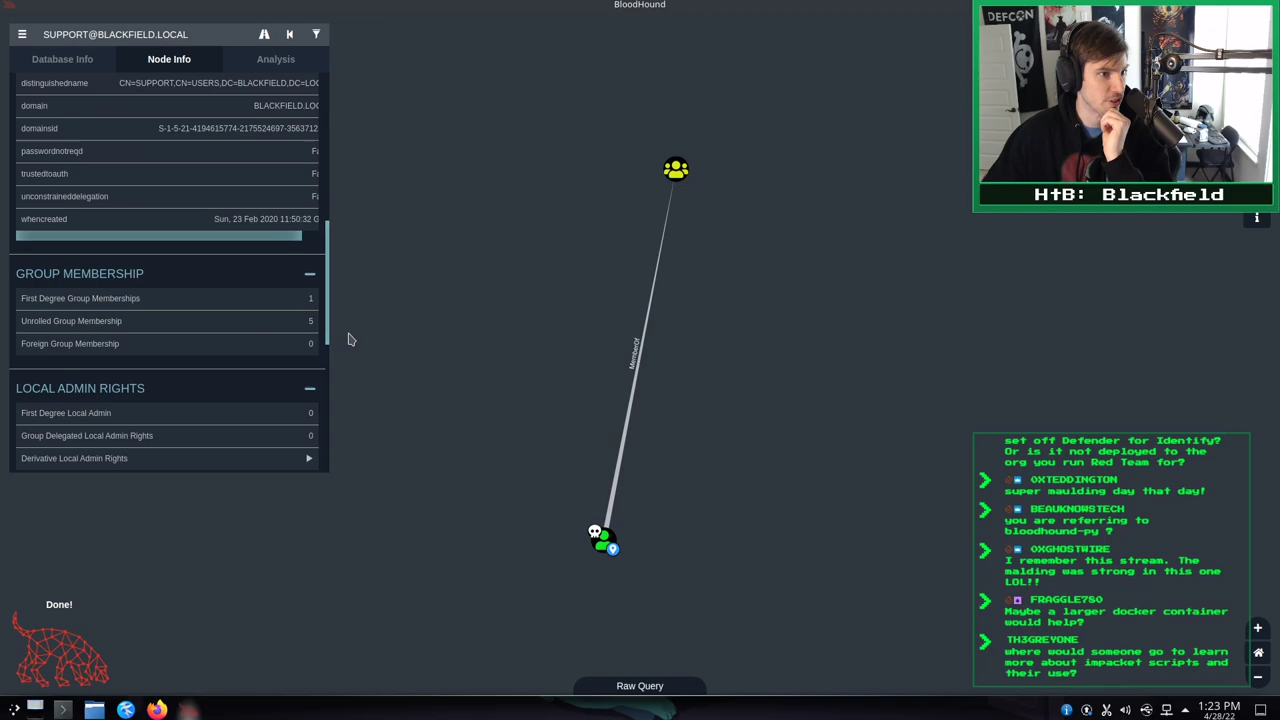 BloodHound
SUPPORT@BLACKFIELD.LOCAL
Database Info
Node Info
Analysis
distinguishedname CN=SUPPORT,CN=USERS,DC=BLACKFIELD,DC=LOC
domain BLACKFIELD.LOC
domainsid S-1-5-21-4194615774-2175524697-3563712
passwordnotreqd Fa
trustedtoauth Fa
unconstraineddelegation Fa
whencreated Sun, 23 Feb 2020 11:50:32 G
GROUP MEMBERSHIP
First Degree Group Memberships 1
Unrolled Group Membership 5
Foreign Group Membership 0
LOCAL ADMIN RIGHTS
First Degree Local Admin 0
Group Delegated Local Admin Rights 0
Derivative Local Admin Rights
MemberOf
DEFCON
HtB: Blackfield
set off Defender for Identify?
Or is it not deployed to the
org you run Red Team for?
0XTEDDINGTON
super maulding day that day!
BEAUKNOWSTECH
you are referring to
bloodhound-py ?
0XGHOSTWIRE
I remember this stream. The
malding was strong in this one
LOL!!
FRAGGLE780
Maybe a larger docker container
would help?
TH3GREYONE
where would someone go to learn
more about impacket scripts and
their use?
Done!
Raw Query
1:23 PM
4/28/22